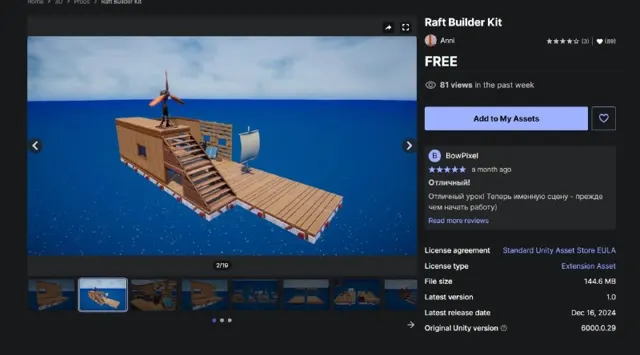 Home > 3D > Props > Raft Builder Kit
Raft Builder Kit
Anni
(3) | (89)
FREE
81 views in the past week
Add to My Assets
B BowPixel
a month ago
Отличный!
Отличный урок! Теперь именную сцену - прежде
чем начать работу)
Read more reviews
2/19
License agreement Standard Unity Asset Store EULA
License type Extension Asset
File size 144.6 MB
Latest version 1.0
Latest release date Dec 16, 2024
Original Unity version 6000.0.29